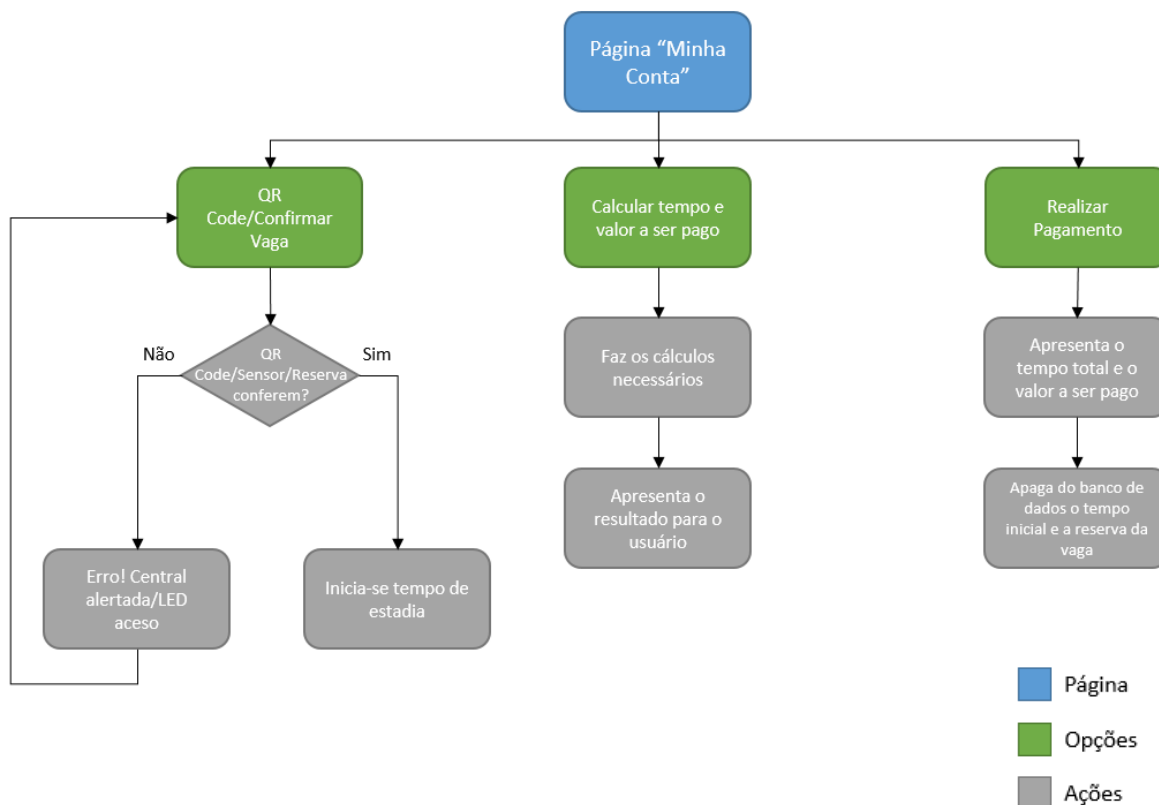 Página “Minha
Conta”
QR
Code/Confirmar
Vaga
Calcular tempo e
valor a ser pago
Realizar
Pagamento
Não
QR
Code/Sensor/Reserva
conferem?
Sim
Faz os cálculos
necessários
Apresenta o
tempo total e o
valor a ser pago
Erro! Central
alertada/LED
aceso
Inicia-se tempo de
estadia
Apresenta o
resultado para o
usuário
Apaga do banco de
dados o tempo
inicial e a reserva da
vaga
Página
Opções
Ações